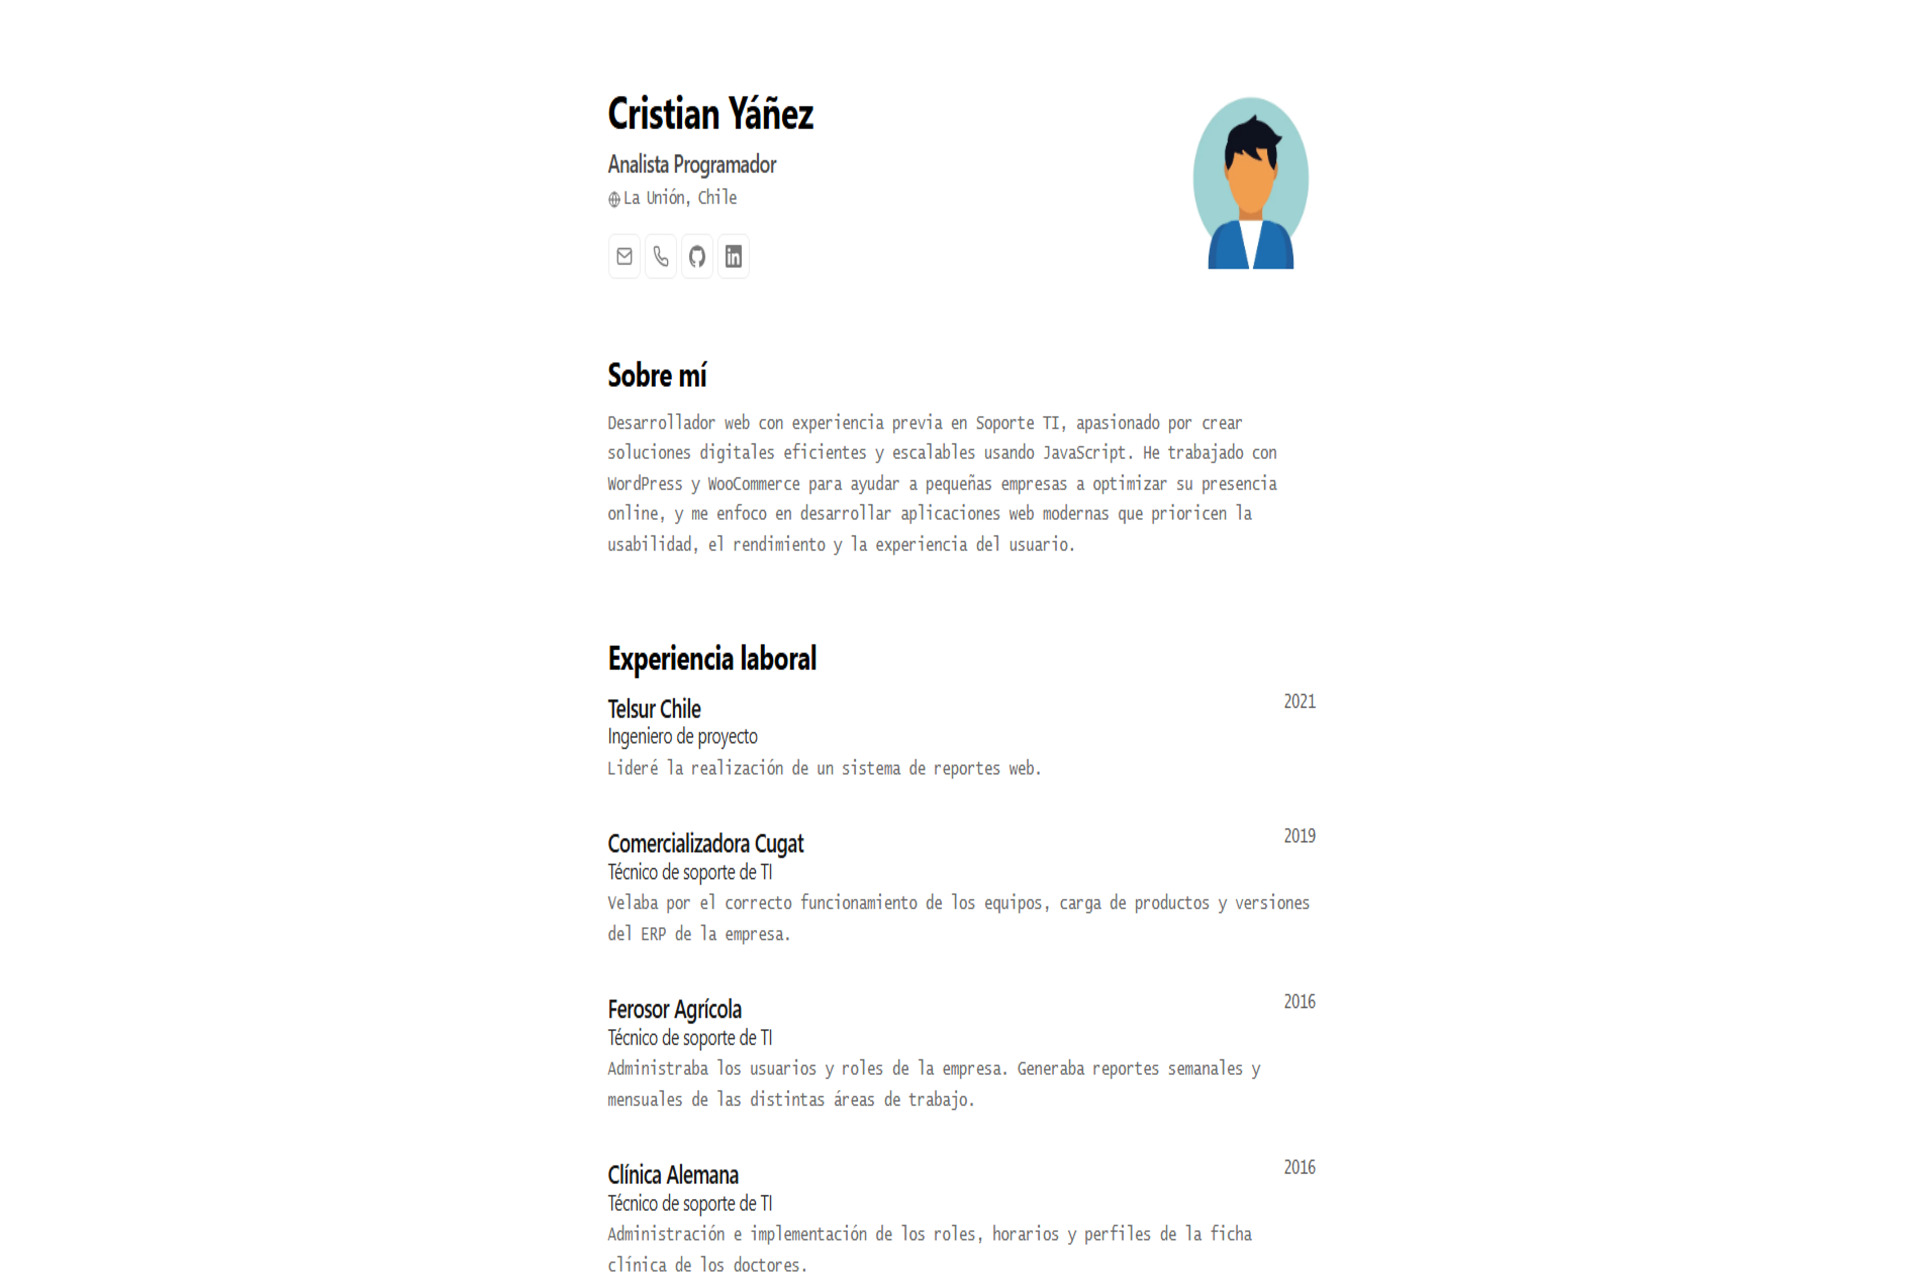 Cristian Yáñez
Analista Programador
La Unión, Chile
in
Sobre mí
Desarrollador web con experiencia previa en Soporte TI, apasionado por crear
soluciones digitales eficientes y escalables usando JavaScript. He trabajado con
WordPress y WooCommerce para ayudar a pequeñas empresas a optimizar su presencia
online, y me enfoco en desarrollar aplicaciones web modernas que prioricen la
usabilidad, el rendimiento y la experiencia del usuario.
Experiencia laboral
Telsur Chile
2021
Ingeniero de proyecto
Lideré la realización de un sistema de reportes web.
Comercializadora Cugat
2019
Técnico de soporte de TI
Velaba por el correcto funcionamiento de los equipos, carga de productos y versiones
del ERP de la empresa.
Ferosor Agrícola
2016
Técnico de soporte de TI
Administraba los usuarios y roles de la empresa. Generaba reportes semanales y
mensuales de las distintas áreas de trabajo.
Clínica Alemana
2016
Técnico de soporte de TI
Administración e implementación de los roles, horarios y perfiles de la ficha
clínica de los doctores.